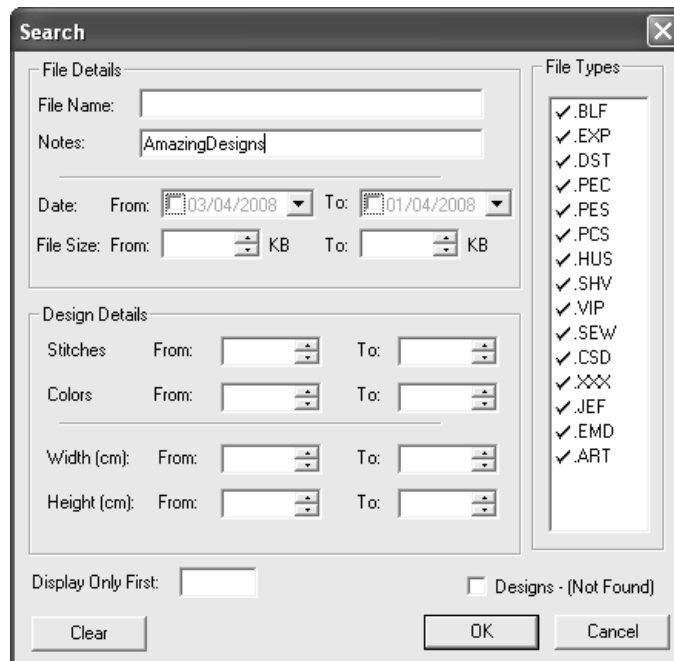 Search
File Details
File Name:
Notes: AmazingDesigns
Date: From: 03/04/2008 To: 01/04/2008
File Size: From: KB To: KB
Design Details
Stitches From: To:
Colors From: To:
Width (cm): From: To:
Height (cm): From: To:
Display Only First:
Clear
File Types
.BLF
.EXP
.DST
.PEC
.PES
.PCS
.HUS
.SHV
.VIP
.SEW
.CSD
.XXX
.JEF
.EMD
.ART
Designs - (Not Found)
OK Cancel